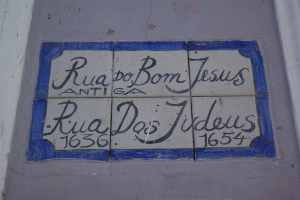 Rua do Bom Jesus
ANTIGA
Rua Dos Judeus
1636 1654